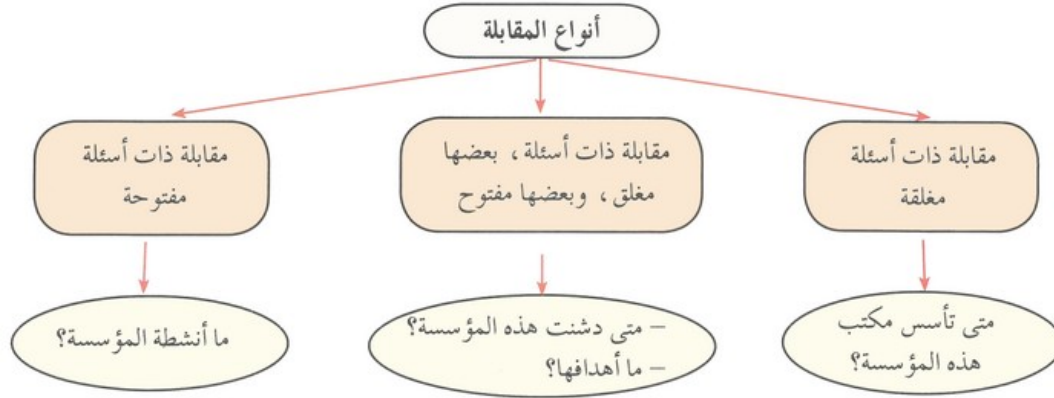 أنواع المقابلة
مقابلة ذات أسئلة
مغلقة
مقابلة ذات أسئلة ، بعضها
مغلق ، وبعضها مفتوح
مقابلة ذات أسئلة
مفتوحة
متى تأسس مكتب
هذه المؤسسة؟
– متى دشنت هذه المؤسسة؟
– ما أهدافها؟
ما أنشطة المؤسسة؟